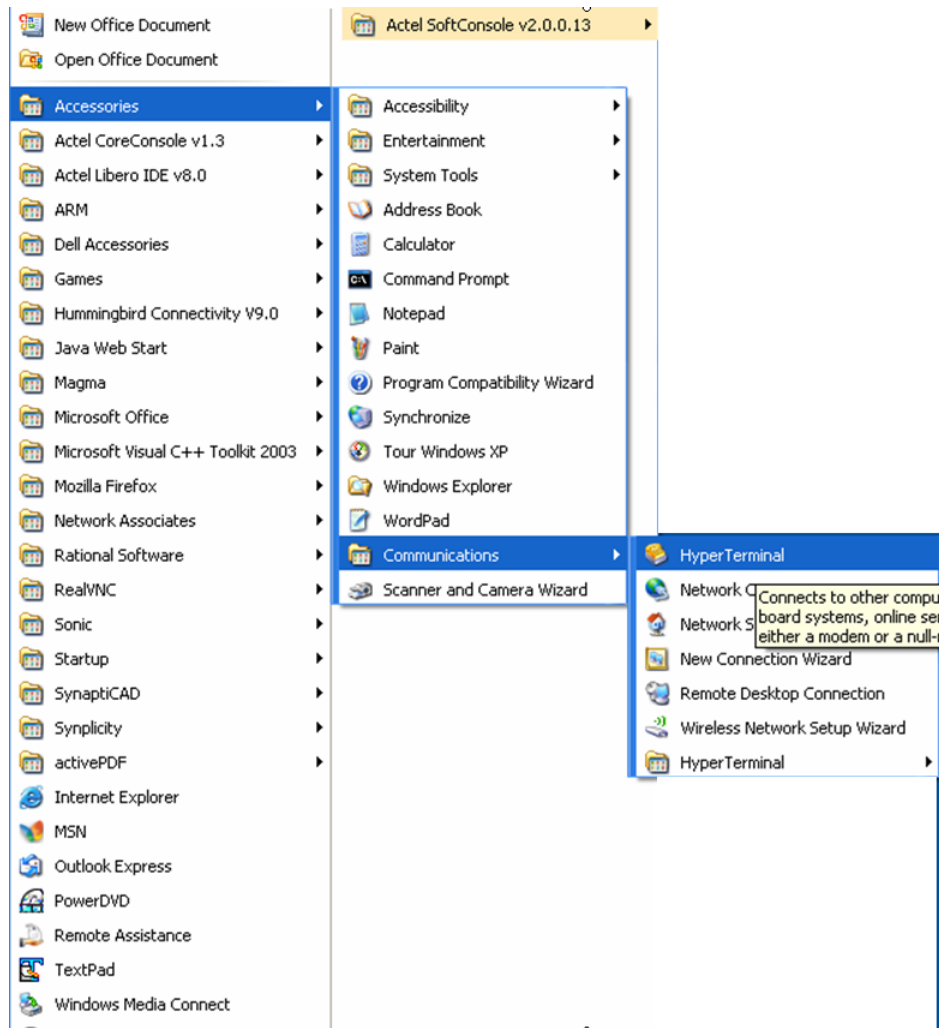 New Office Document
Open Office Document
Accessories
Actel CoreConsole v1.3
Actel Libero IDE v8.0
ARM
Dell Accessories
Games
Hummingbird Connectivity V9.0
Java Web Start
Magma
Microsoft Office
Microsoft Visual C++ Toolkit 2003
Mozilla Firefox
Network Associates
Rational Software
RealVNC
Sonic
Startup
SynaptiCAD
Synplicity
activePDF
Internet Explorer
MSN
Outlook Express
PowerDVD
Remote Assistance
TextPad
Windows Media Connect
Actel SoftConsole v2.0.0.13
Accessibility
Entertainment
System Tools
Address Book
Calculator
Command Prompt
Notepad
Paint
Program Compatibility Wizard
Synchronize
Tour Windows XP
Windows Explorer
WordPad
Communications
Scanner and Camera Wizard
HyperTerminal
Network C
Network S
New Connection Wizard
Remote Desktop Connection
Wireless Network Setup Wizard
HyperTerminal
Connects to other compu
board systems, online ser
either a modem or a null-